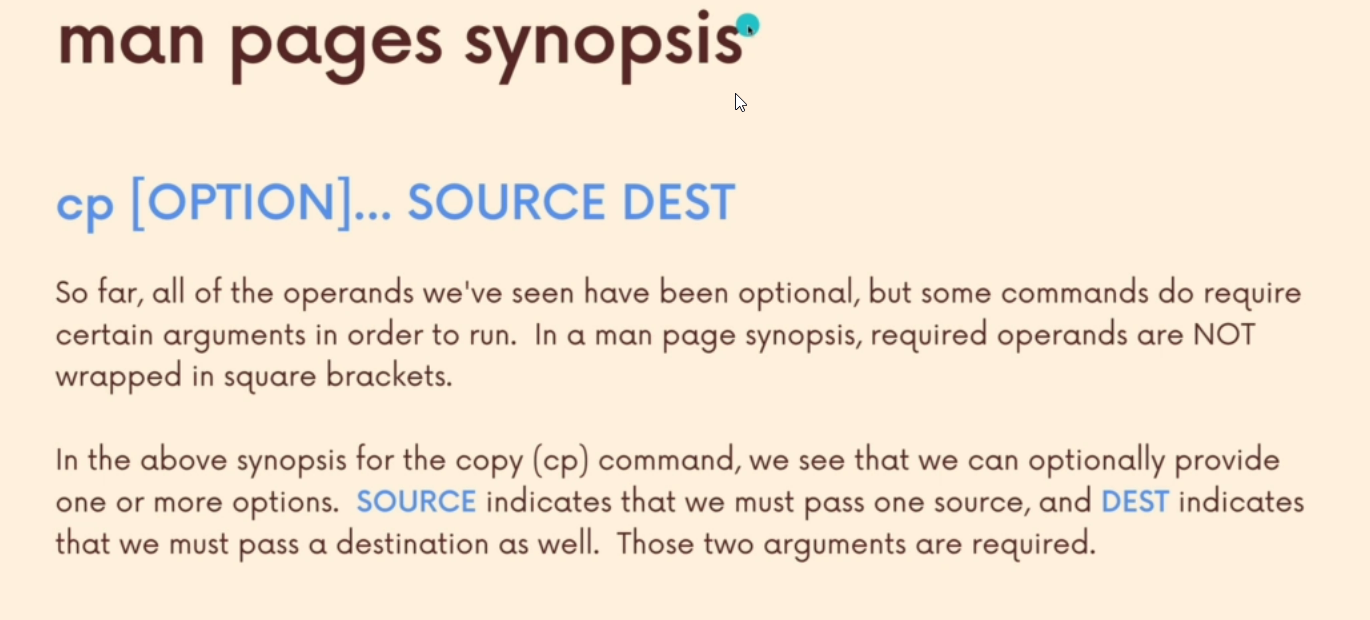 man pages synopsis
cp [OPTION]... SOURCE DEST
So far, all of the operands we've seen have been optional, but some commands do require
certain arguments in order to run.  In a man page synopsis, required operands are NOT
wrapped in square brackets.
In the above synopsis for the copy (cp) command, we see that we can optionally provide
one or more options.  SOURCE indicates that we must pass one source, and DEST indicates
that we must pass a destination as well.  Those two arguments are required.